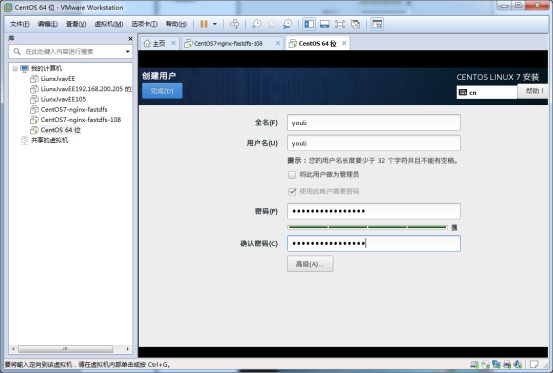 CentOS 64 位 - VMware Workstation
文件(F) 编辑(E) 查看(V) 虚拟机(M) 选项卡(T) 帮助(H)
库
在此处键入内容进行搜索
我的计算机
LiunxJvavEE
LiunxJvavEE192.168.200.205 的
LiunxJvavEE105
CentOS7-nginx-fastdfs
CentOS7-nginx-fastdfs-108
CentOS 64 位
共享的虚拟机
主页 CentOS7-nginx-fastdfs-108 CentOS 64 位
创建用户
完成(D)
CENTOS LINUX 7 安装
cn
帮助!
全名(F) youli
用户名(U) youli
提示:您的用户名长度要少于 32 个字符并且不能有空格。
将此用户做为管理员
使用此帐户需要密码
密码(P) ●●●●●●●●●●●●●●●●
强
确认密码(C) ●●●●●●●●●●●●●●●●
高级(A)...
要将输入定向到该虚拟机,请在虚拟机内部单击或按 Ctrl+G。